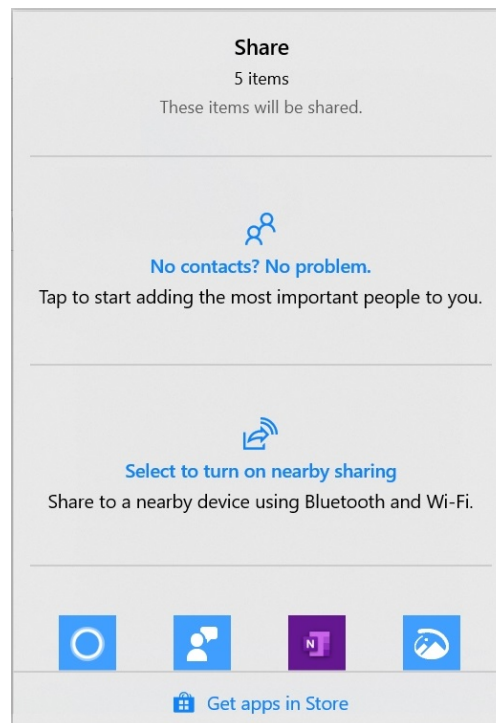 Share
5 items
These items will be shared.
No contacts? No problem.
Tap to start adding the most important people to you.
Select to turn on nearby sharing
Share to a nearby device using Bluetooth and Wi-Fi.
N
Get apps in Store